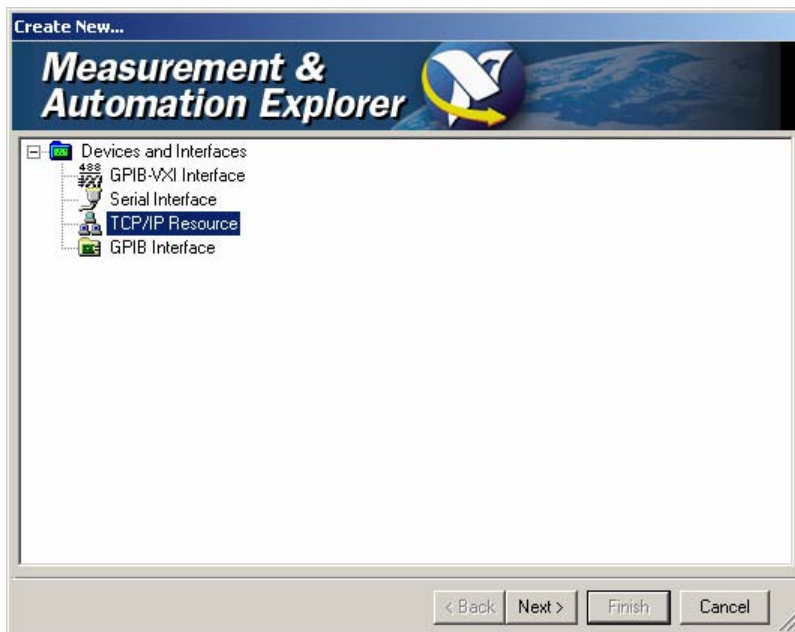 Create New...
Measurement &
Automation Explorer
Devices and Interfaces
GPIB-VXI Interface
Serial Interface
TCP/IP Resource
GPIB Interface
< Back Next > Finish Cancel